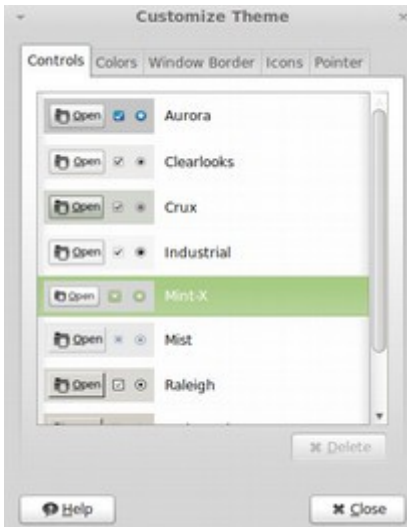 Customize Theme
Controls Colors Window Border Icons Pointer
Open Aurora
Open Clearlooks
Open Crux
Open Industrial
Open Mint-X
Open Mist
Open Raleigh
Delete
Help Close